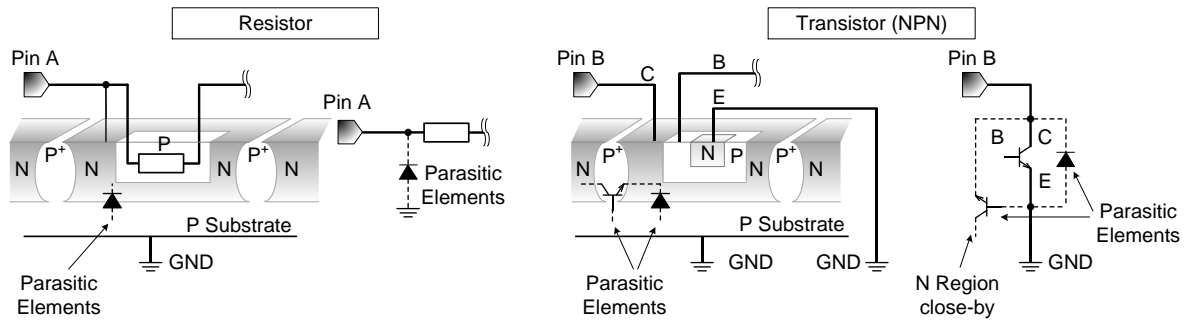 Resistor
Pin A
N
P+
N
P
N
P+
N
Parasitic
Elements
P Substrate
GND
Pin A
Parasitic
Elements
Transistor (NPN)
Pin B
C
B
E
N
P+
N
N
P
N
P+
N
P Substrate
Parasitic
Elements
GND
GND
Pin B
B
C
E
Parasitic
Elements
GND
N Region
close-by